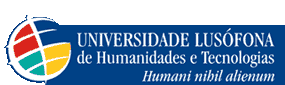 UNIVERSIDADE LUSÓFONA
de Humanidades e Tecnologias
Humani nihil alienum